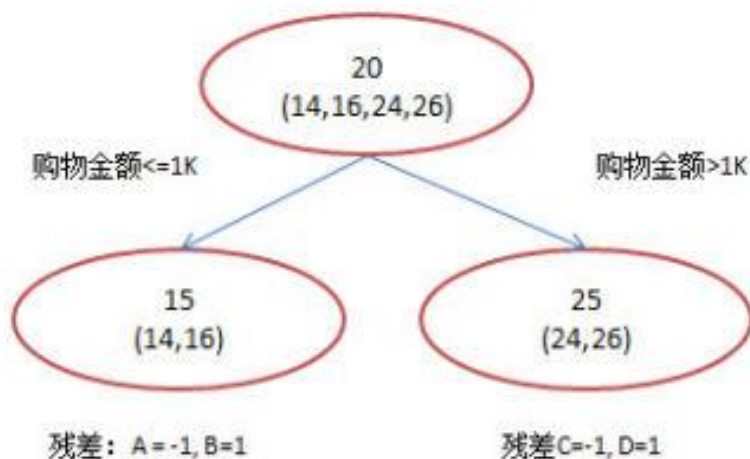 20
(14,16,24,26)
购物金额<=1K
购物金额>1K
15
(14,16)
25
(24,26)
残差：A = -1, B=1
残差C=-1, D=1